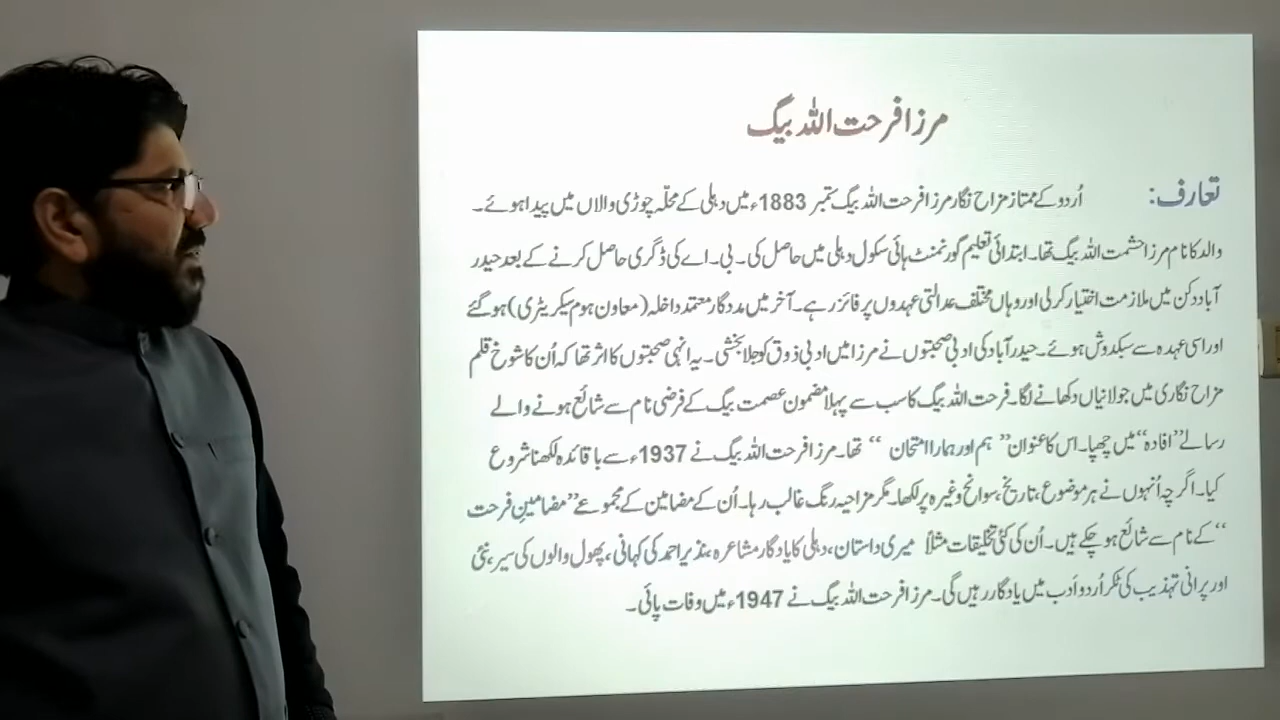 مرزا فرحت اللہ بیگ
تعارف: اُردو کے ممتاز مزاح نگار مرزا فرحت اللہ بیگ ستمبر 1883ء میں دہلی کے محلّہ چوڑی والاں میں پیدا ہوئے۔
والد کا نام مرزا حشمت اللہ بیگ تھا۔ ابتدائی تعلیم گورنمنٹ ہائی سکول دہلی میں حاصل کی۔ بی۔اے کی ڈگری حاصل کرنے کے بعد حیدر
آباد دکن میں ملازمت اختیار کر لی اور وہاں مختلف عدالتی عہدوں پر فائز رہے۔ آخر میں مددگار معتمد داخلہ (معاون ہوم سیکریٹری) ہو گئے
اور اسی عہدہ سے سبکدوش ہوئے۔ حیدرآباد کی ادبی صحبتوں نے مرزا میں ادبی ذوق کو جلا بخشی۔ یہ انہی صحبتوں کا اثر تھا کہ اُن کا شوخ قلم
مزاح نگاری میں جولانیاں دکھانے لگا۔ فرحت اللہ بیگ کا سب سے پہلا مضمون عصمت بیگ کے فرضی نام سے شائع ہونے والے
رسالے ”افادہ“ میں چھپا۔ اس کا عنوان ” ہم اور ہمارا امتحان “ تھا۔ مرزا فرحت اللہ بیگ نے 1937ء سے باقائدہ لکھنا شروع
کیا۔ اگرچہ اُنہوں نے ہر موضوع، تاریخ، سوانح وغیرہ پر لکھا۔ مگر مزاحیہ رنگ غالب رہا۔ اُن کے مضامین کے مجموعے ”مضامینِ فرحت
“ کے نام سے شائع ہو چکے ہیں۔ اُن کی کئی تخلیقات مثلاً میری داستان، دہلی کا یادگار مشاعرہ، نذیر احمد کی کہانی، پھول والوں کی سیر، نئی
اور پرانی تہذیب کی ٹکر اُردو اَدب میں یادگار رہیں گی۔ مرزا فرحت اللہ بیگ نے 1947ء میں وفات پائی۔